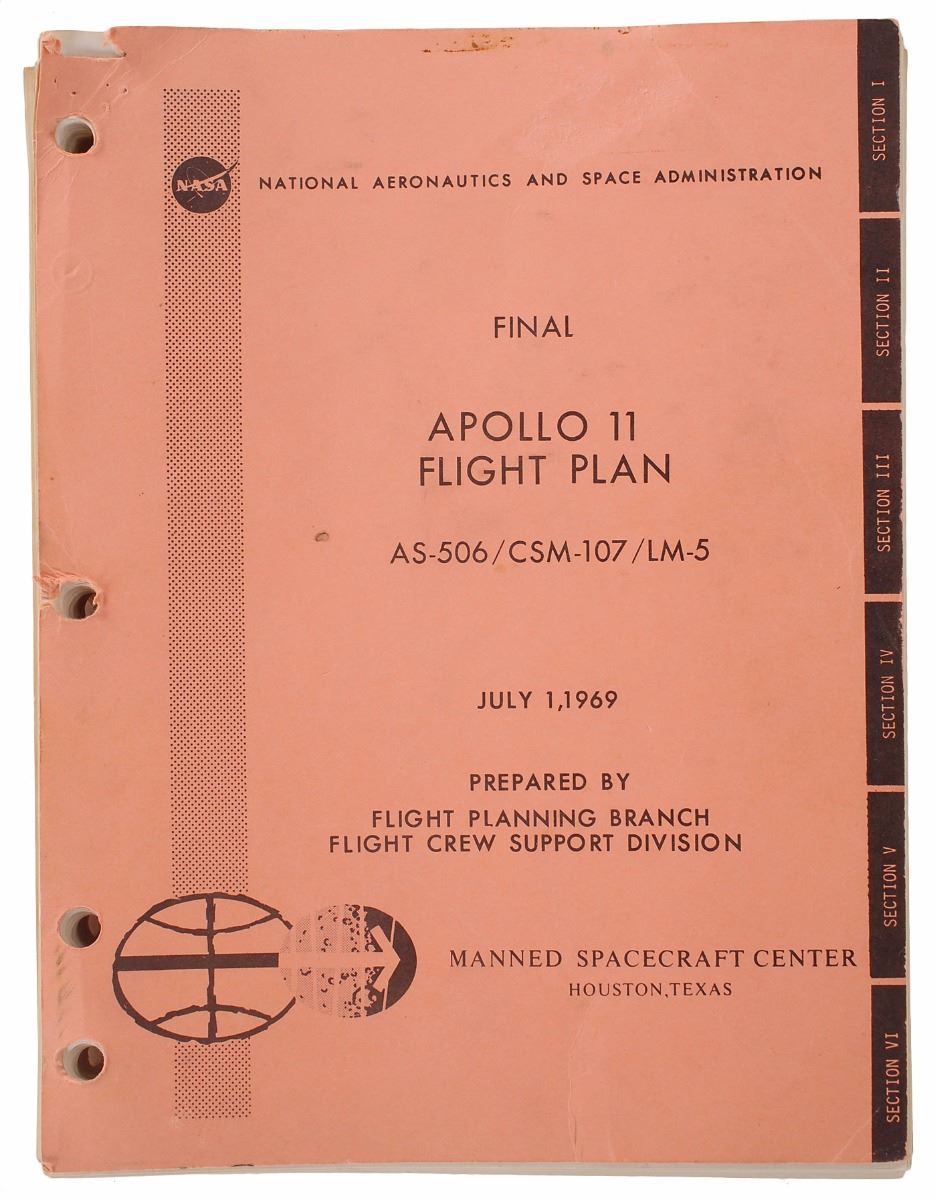 NASA
NATIONAL AERONAUTICS AND SPACE ADMINISTRATION
FINAL
APOLLO 11
FLIGHT PLAN
AS-506/CSM-107/LM-5
JULY 1,1969
PREPARED BY
FLIGHT PLANNING BRANCH
FLIGHT CREW SUPPORT DIVISION
MANNED SPACECRAFT CENTER
HOUSTON,TEXAS
SECTION I
SECTION II
SECTION III
SECTION IV
SECTION V
SECTION VI